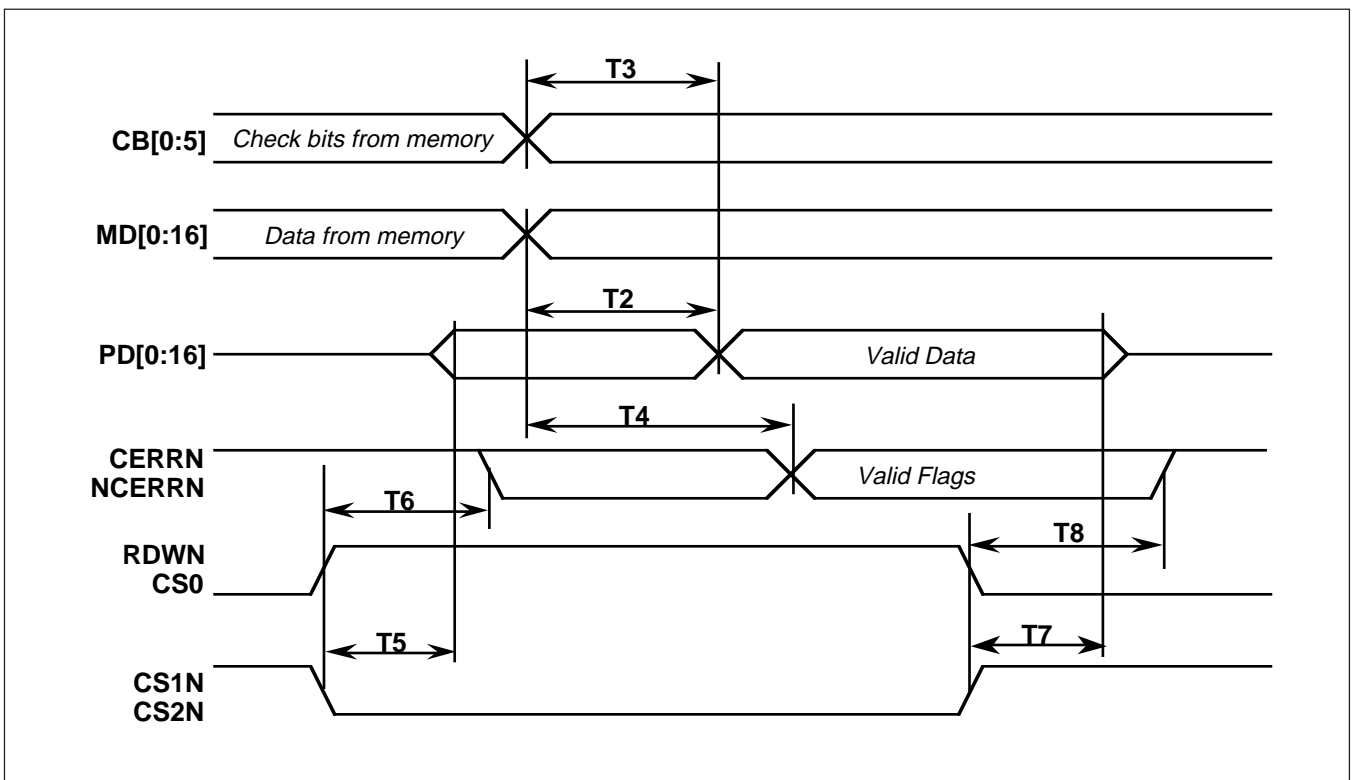 T3
CB[0:5] Check bits from memory
MD[0:16] Data from memory
T2
PD[0:16] Valid Data
T4
CERRN
NCERRN
Valid Flags
T6
T8
RDWN
CS0
T5
T7
CS1N
CS2N